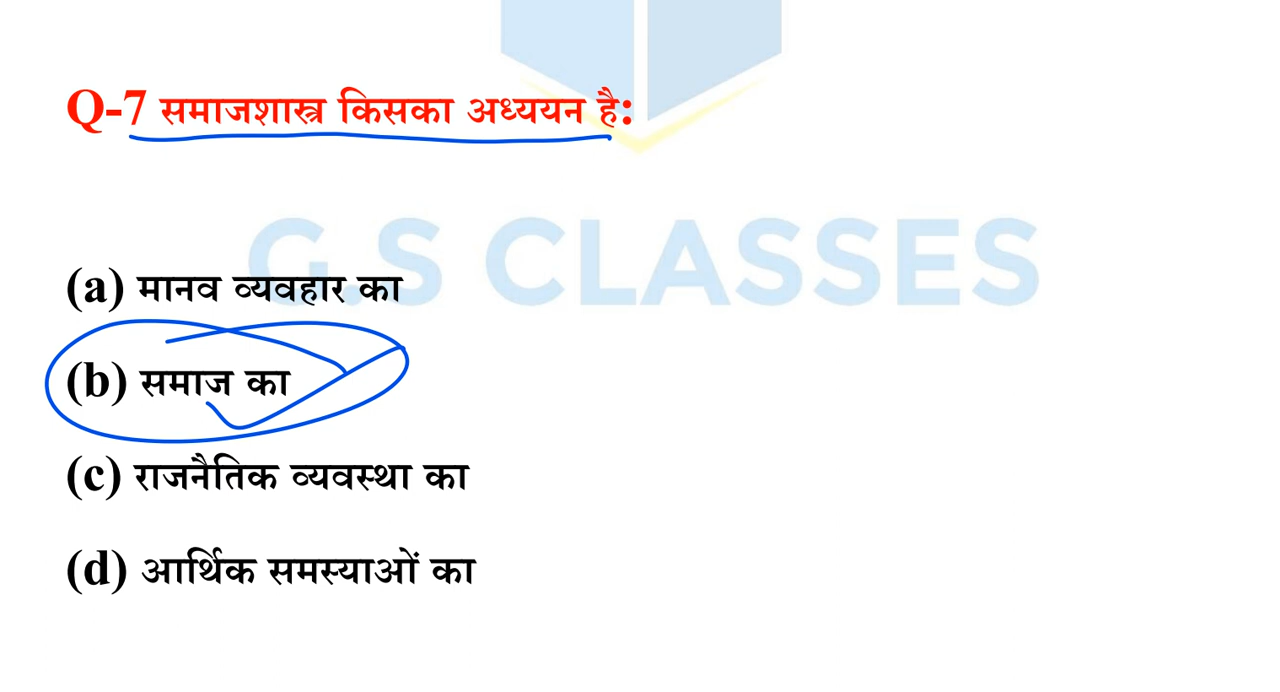 Q-7 समाजशास्त्र किसका अध्ययन है:
G.S CLASSES
(a) मानव व्यवहार का
(b) समाज का
(c) राजनैतिक व्यवस्था का
(d) आर्थिक समस्याओं का